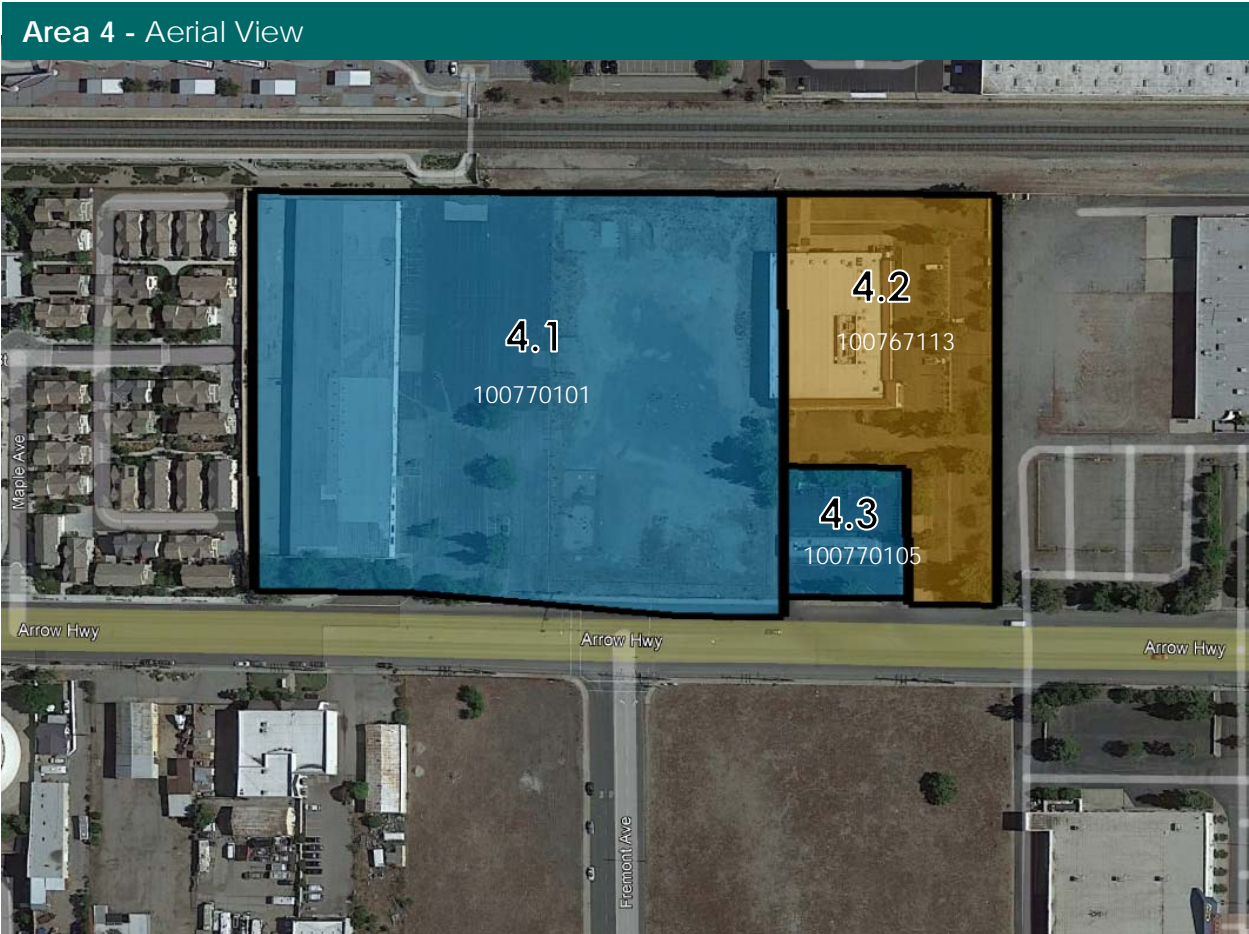 Area 4 - Aerial View
4.2
4.1
100767113
100770101
Maple Ave
4.3
100770105
Arrow Hwy
Arrow Hwy
Arrow Hwy
Fremont Ave